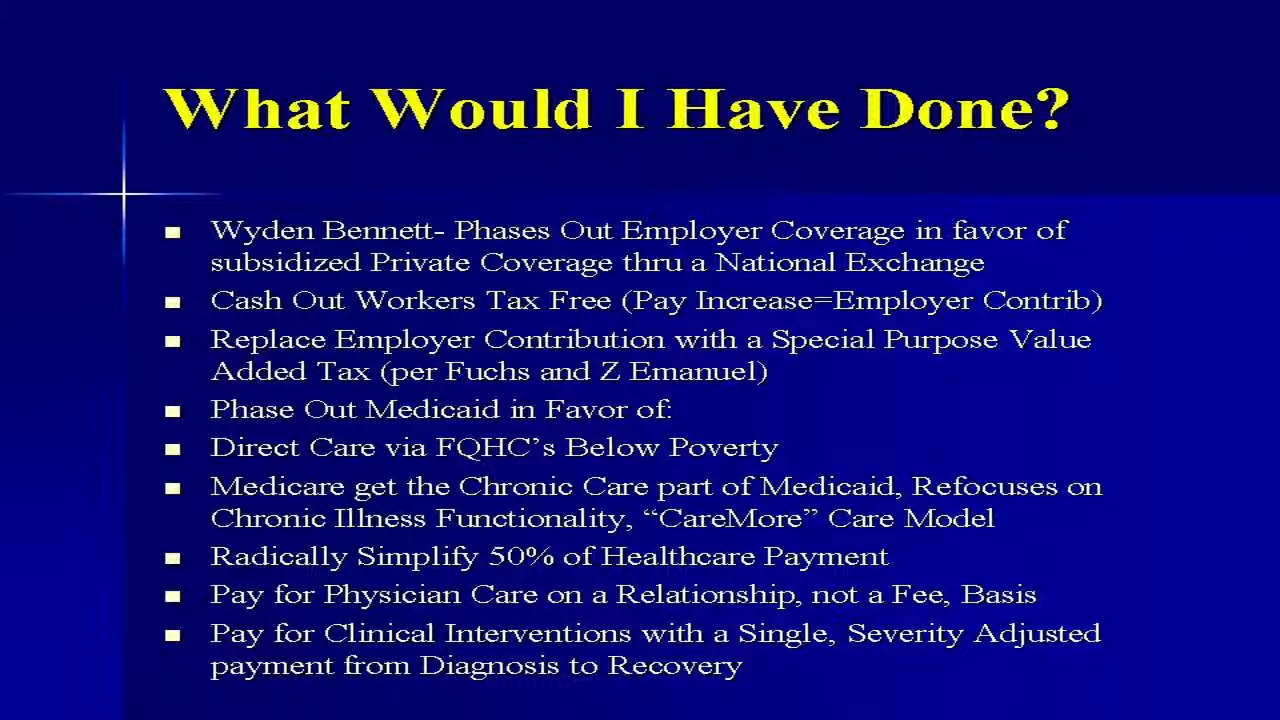 What Would I Have Done?
Wyden Bennett- Phases Out Employer Coverage in favor of
subsidized Private Coverage thru a National Exchange
Cash Out Workers Tax Free (Pay Increase=Employer Contrib)
Replace Employer Contribution with a Special Purpose Value
Added Tax (per Fuchs and Z Emanuel)
Phase Out Medicaid in Favor of:
Direct Care via FQHC’s Below Poverty
Medicare get the Chronic Care part of Medicaid, Refocuses on
Chronic Illness Functionality, “CareMore” Care Model
Radically Simplify 50% of Healthcare Payment
Pay for Physician Care on a Relationship, not a Fee, Basis
Pay for Clinical Interventions with a Single, Severity Adjusted
payment from Diagnosis to Recovery